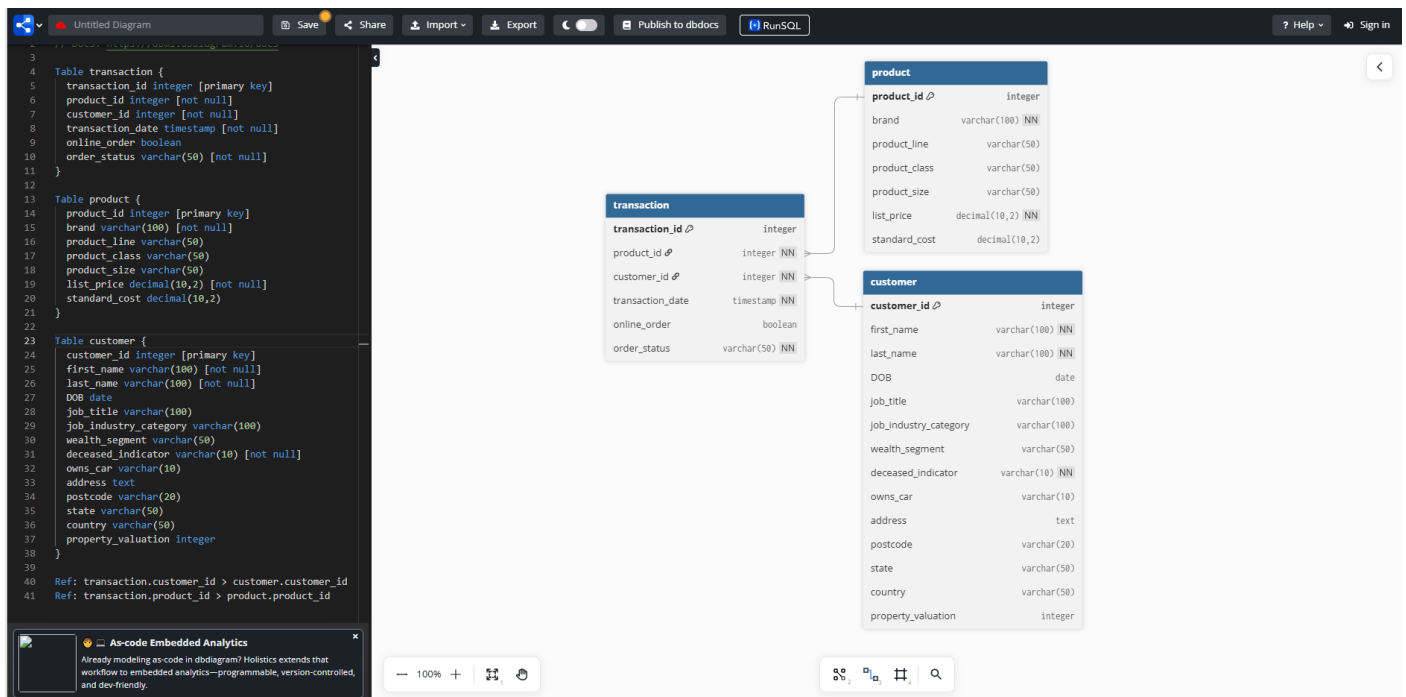 Untitled Diagram
Save
Share
Import
Export
Publish to dbdocs
RunSQL
? Help
Sign in
2 // Docs: https://dbml.dbdiagram.io/docs
3
4 Table transaction {
5 transaction_id integer [primary key]
6 product_id integer [not null]
7 customer_id integer [not null]
8 transaction_date timestamp [not null]
9 online_order boolean
10 order_status varchar(50) [not null]
11 }
12
13 Table product {
14 product_id integer [primary key]
15 brand varchar(100) [not null]
16 product_line varchar(50)
17 product_class varchar(50)
18 product_size varchar(50)
19 list_price decimal(10,2) [not null]
20 standard_cost decimal(10,2)
21 }
22
23 Table customer {
24 customer_id integer [primary key]
25 first_name varchar(100) [not null]
26 last_name varchar(100) [not null]
27 DOB date
28 job_title varchar(100)
29 job_industry_category varchar(100)
30 wealth_segment varchar(50)
31 deceased_indicator varchar(10) [not null]
32 owns_car varchar(10)
33 address text
34 postcode varchar(20)
35 state varchar(50)
36 country varchar(50)
37 property_valuation integer
38 }
39
40 Ref: transaction.customer_id > customer.customer_id
41 Ref: transaction.product_id > product.product_id
As-code Embedded Analytics
Already modeling as-code in dbdiagram? Holistics extends that
workflow to embedded analytics—programmable, version-controlled,
and dev-friendly.
transaction
transaction_id integer
product_id integer NN
customer_id integer NN
transaction_date timestamp NN
online_order boolean
order_status varchar(50) NN
product
product_id integer
brand varchar(100) NN
product_line varchar(50)
product_class varchar(50)
product_size varchar(50)
list_price decimal(10,2) NN
standard_cost decimal(10,2)
customer
customer_id integer
first_name varchar(100) NN
last_name varchar(100) NN
DOB date
job_title varchar(100)
job_industry_category varchar(100)
wealth_segment varchar(50)
deceased_indicator varchar(10) NN
owns_car varchar(10)
address text
postcode varchar(20)
state varchar(50)
country varchar(50)
property_valuation integer
100%
1
2
3
4